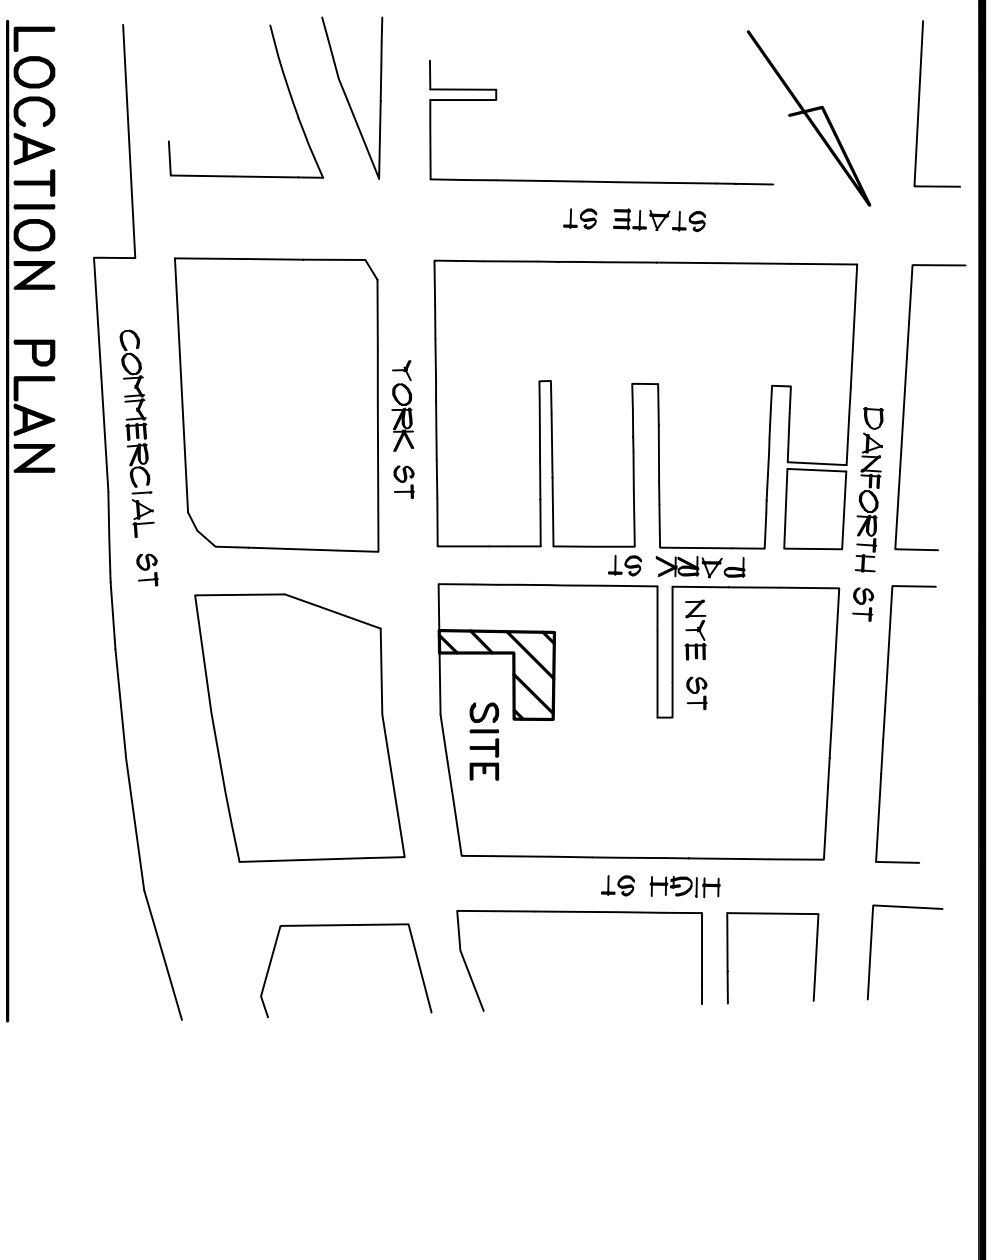 STATE ST
DANFORTH ST
YORK ST
COMMERCIAL ST
PARK ST
NYE ST
SITE
HIGH ST
LOCATION PLAN